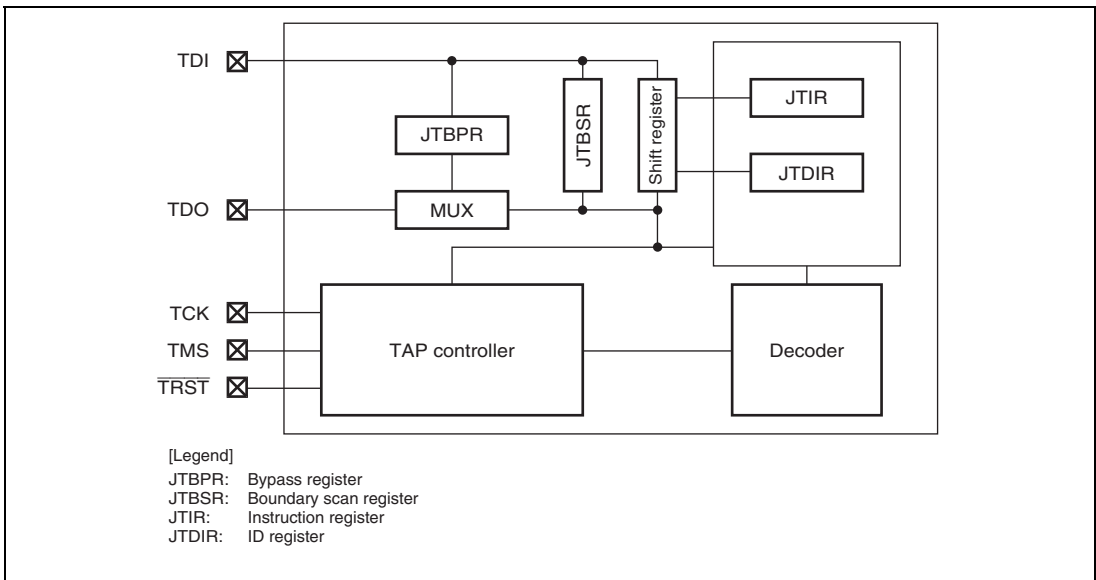 TDI
JTBPR
JTBSR
Shift register
JTIR
JTDIR
TDO
MUX
TCK
TMS
TRST
TAP controller
Decoder
[Legend]
JTBPR: Bypass register
JTBSR: Boundary scan register
JTIR: Instruction register
JTDIR: ID register